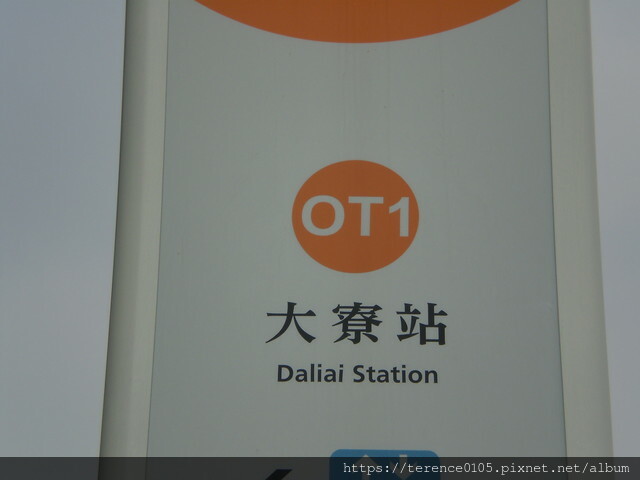 OT1
大寮站
Daliai Station
https://terence0105.pixnet.net/album